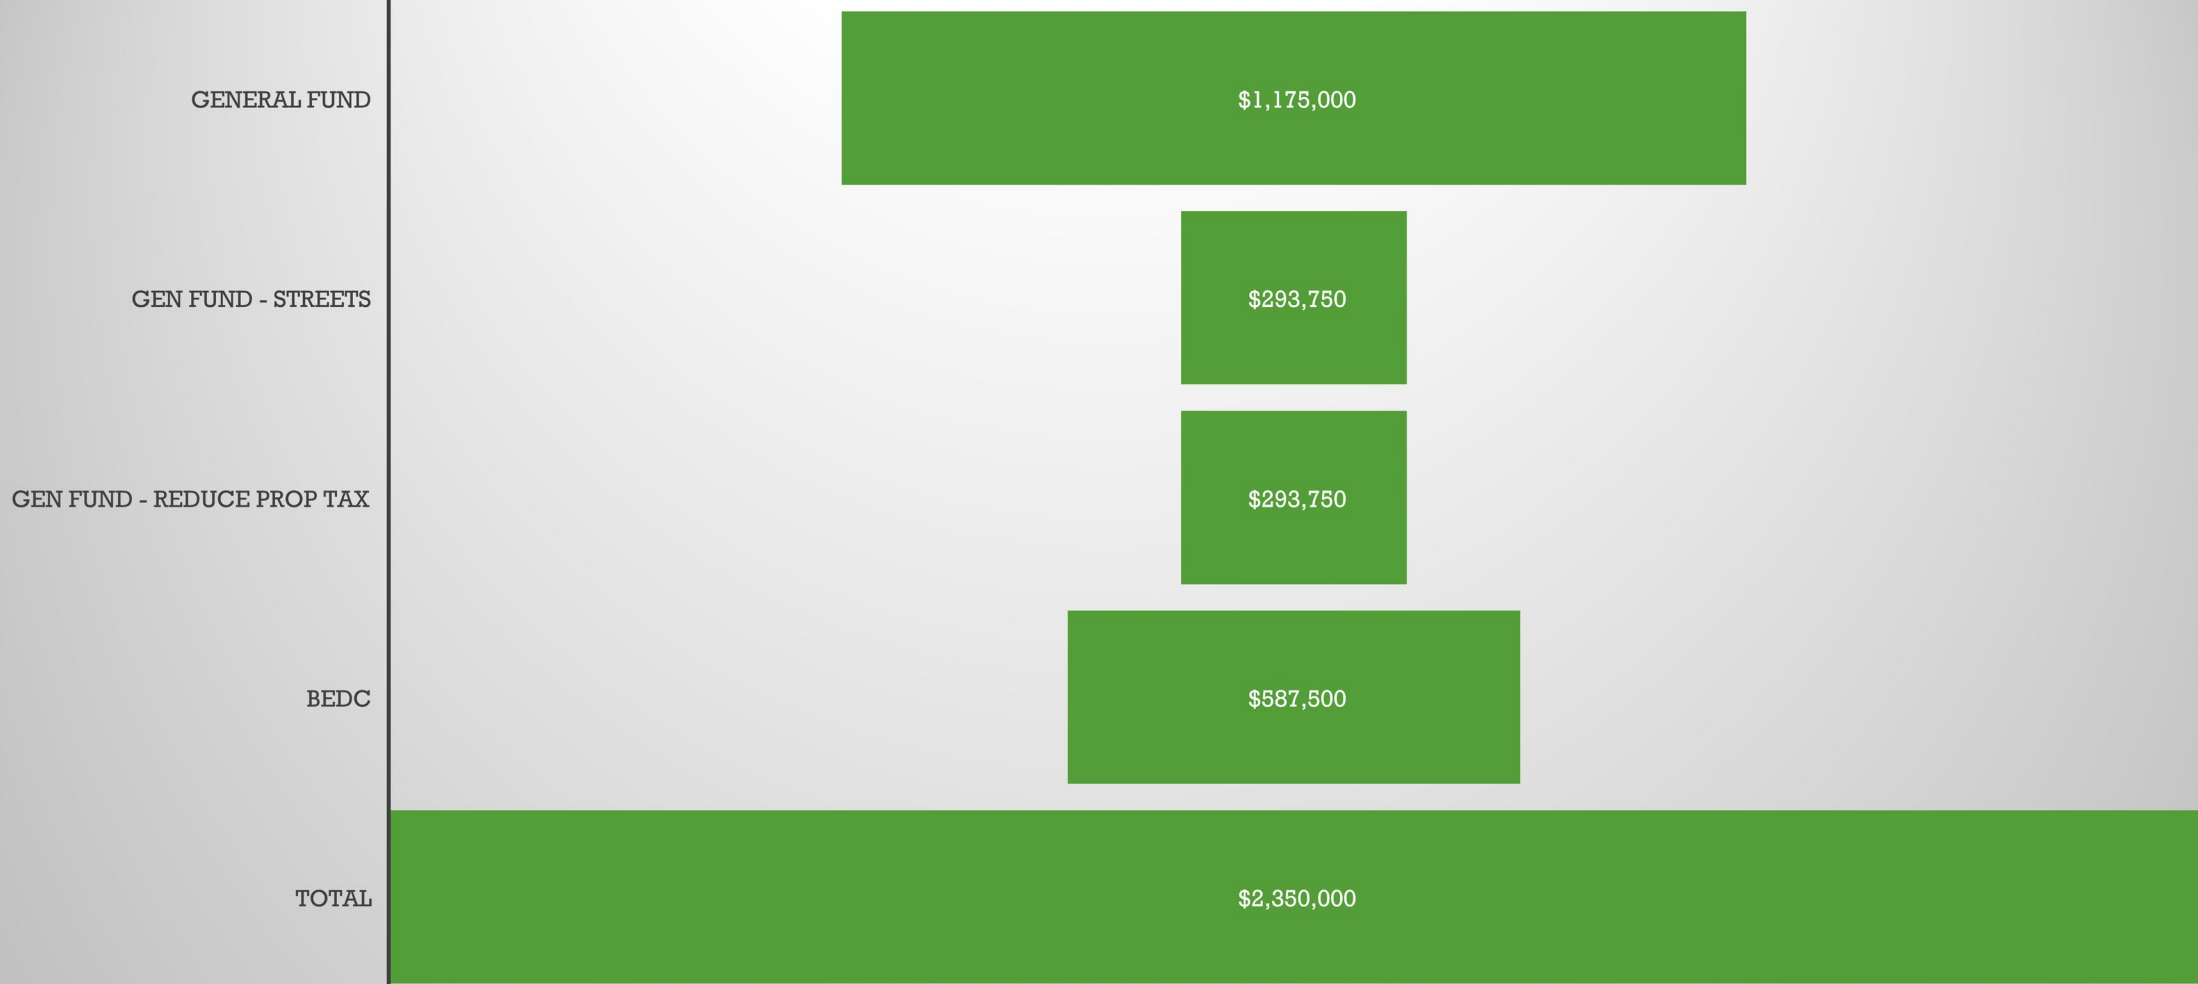 GENERAL FUND $1,175,000
GEN FUND - STREETS $293,750
GEN FUND - REDUCE PROP TAX $293,750
BEDC $587,500
TOTAL $2,350,000